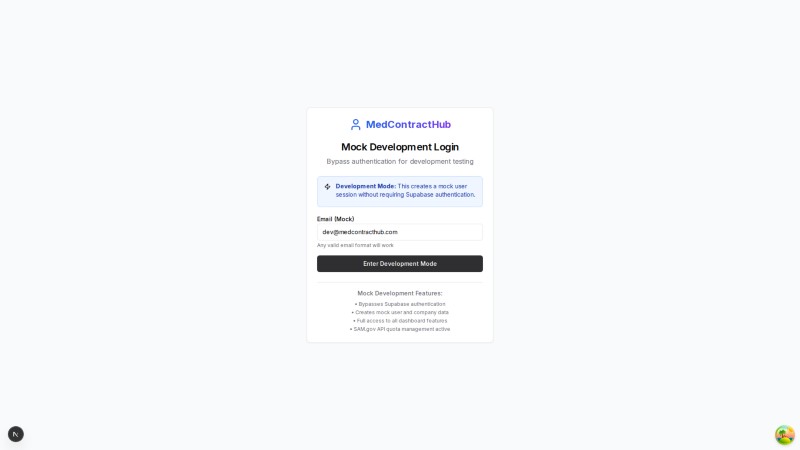 MedContractHub
Mock Development Login
Bypass authentication for development testing
Development Mode: This creates a mock user
session without requiring Supabase authentication.
Email (Mock)
dev@medcontracthub.com
Any valid email format will work
Enter Development Mode
Mock Development Features:
• Bypasses Supabase authentication
• Creates mock user and company data
• Full access to all dashboard features
• SAM.gov API quota management active
N